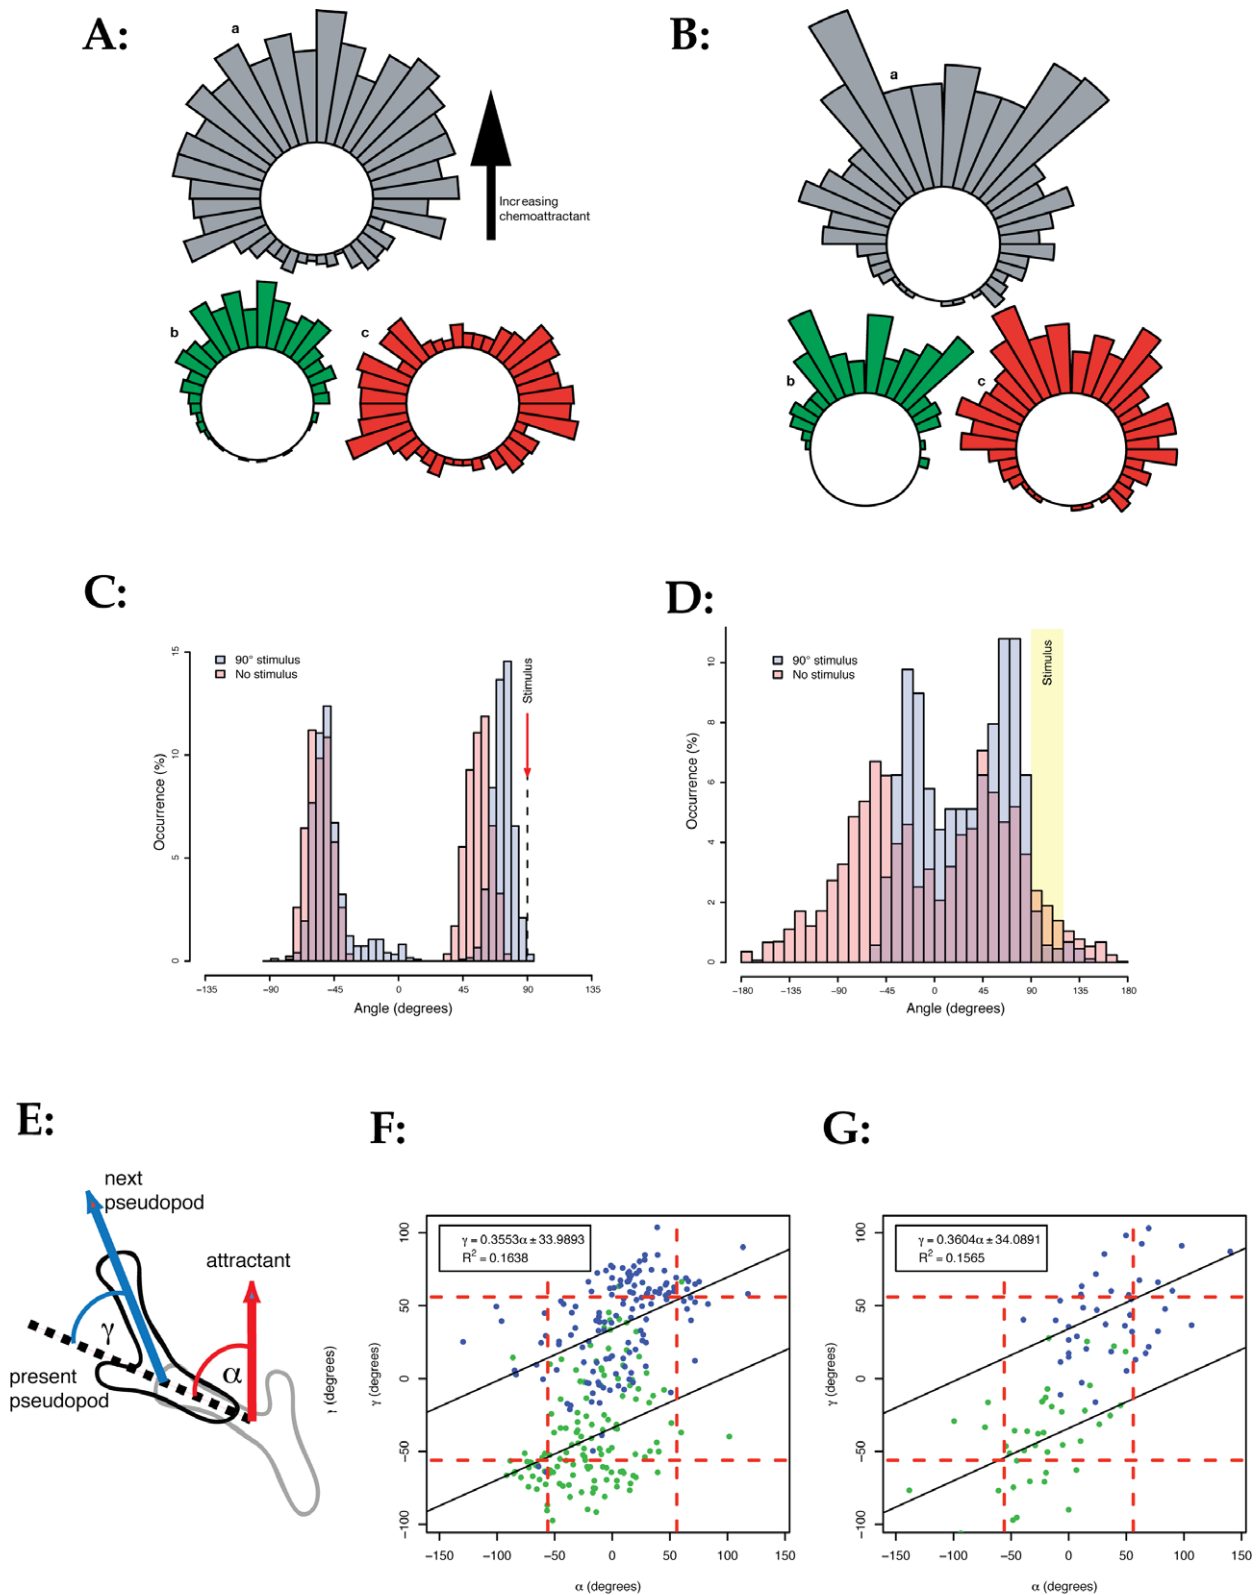 A:
B:
a
a
Increasing
chemoattractant
b
c
b
c
C:
D:
90° stimulus
No stimulus
Stimulus
Occurrence (%)
0 5 10 15
−135 −90 −45 0 45 90 135
Angle (degrees)
90° stimulus
No stimulus
Stimulus
Occurrence (%)
0 2 4 6 8 10
−180 −135 −90 −45 0 45 90 135 180
Angle (degrees)
E:
F:
G:
next
pseudopod
attractant
γ
α
present
pseudopod
(degrees)
γ = 0.3553α ± 33.9893
R² = 0.1638
γ (degrees)
−100 −50 0 50 100
−150 −100 −50 0 50 100 150
α (degrees)
γ = 0.3604α ± 34.0891
R² = 0.1565
γ (degrees)
−100 −50 0 50 100
−150 −100 −50 0 50 100 150
α (degrees)